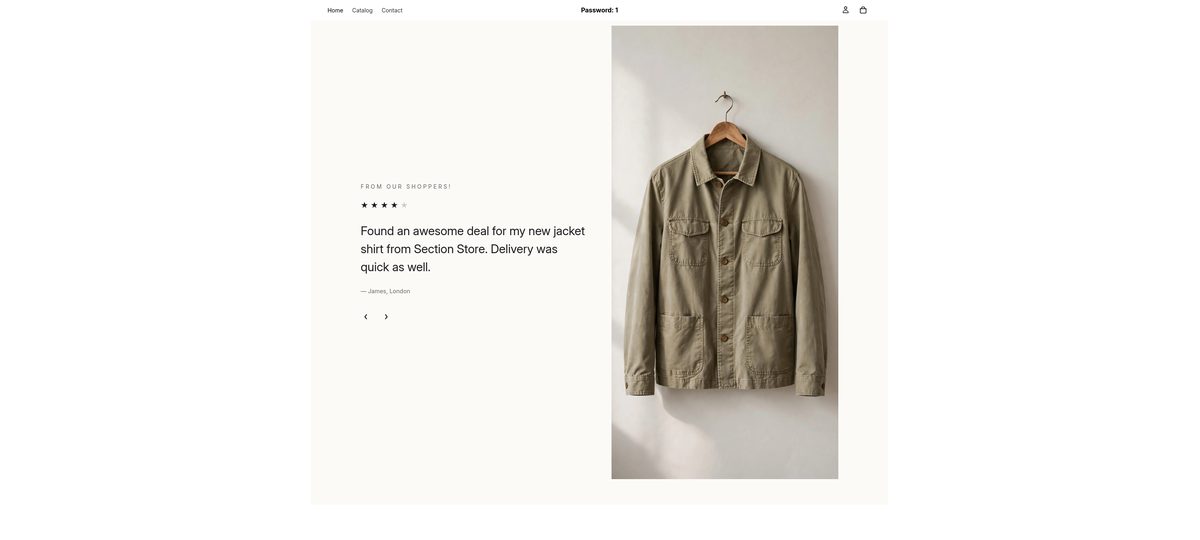 Home Catalog Contact Password: 1
FROM OUR SHOPPERS!
Found an awesome deal for my new jacket
shirt from Section Store. Delivery was
quick as well.
— James, London